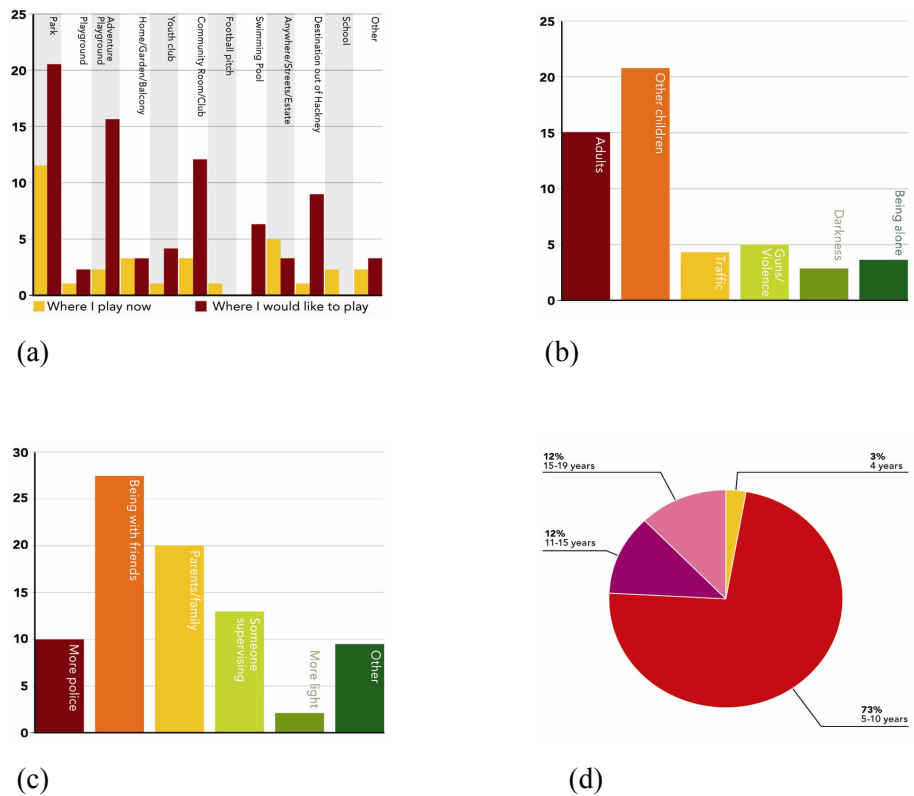 Park
Playground
Adventure
Playground
Home/Garden/Balcony
Youth club
Community Room/Club
Football pitch
Swimming Pool
Anywhere/Streets/Estate
Destination out of Hackney
School
Other
25
20
15
10
5
0
Where I play now
Where I would like to play
(a)
25
20
15
10
5
0
Adults
Other children
Traffic
Guns/
Violence
Darkness
Being alone
(b)
30
25
20
15
10
5
0
More police
Being with friends
Parents/family
Someone
supervising
More light
Other
(c)
12%
15-19 years
3%
4 years
12%
11-15 years
73%
5-10 years
(d)